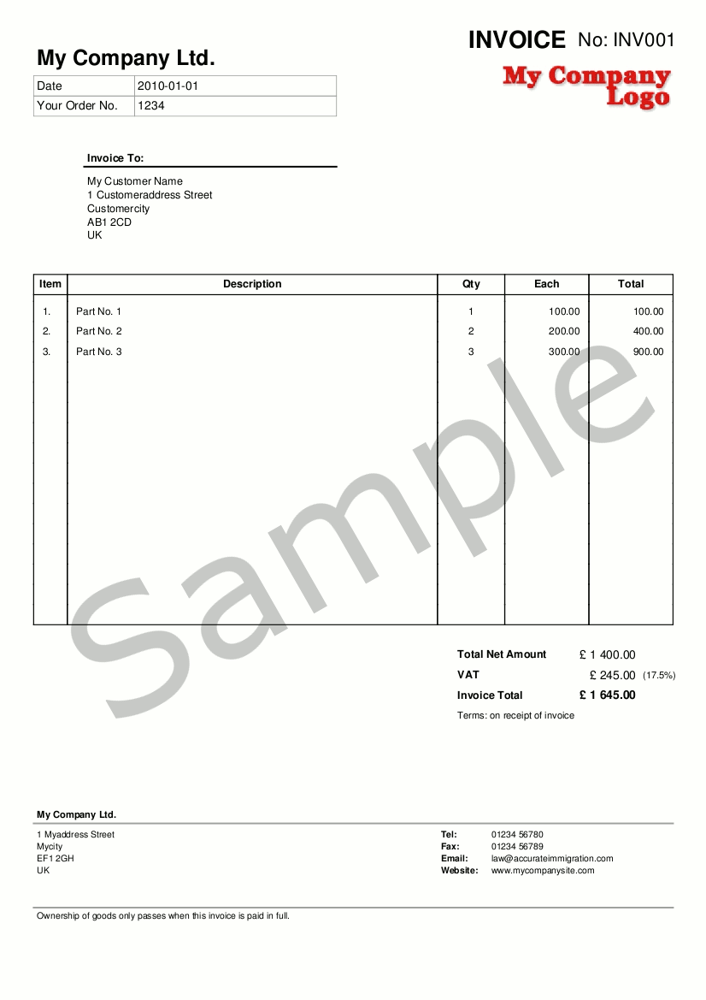 INVOICE No: INV001
My Company Ltd.
My Company
Logo
Date 2010-01-01
Your Order No. 1234
Invoice To:
My Customer Name
1 Customeraddress Street
Customercity
AB1 2CD
UK
Item Description Qty Each Total
1. Part No. 1 1 100.00 100.00
2. Part No. 2 2 200.00 400.00
3. Part No. 3 3 300.00 900.00
Sample
Total Net Amount £ 1 400.00
VAT £ 245.00 (17.5%)
Invoice Total £ 1 645.00
Terms: on receipt of invoice
My Company Ltd.
1 Myaddress Street Tel: 01234 56780
Mycity Fax: 01234 56789
EF1 2GH Email: law@accurateimmigration.com
UK Website: www.mycompanysite.com
Ownership of goods only passes when this invoice is paid in full.